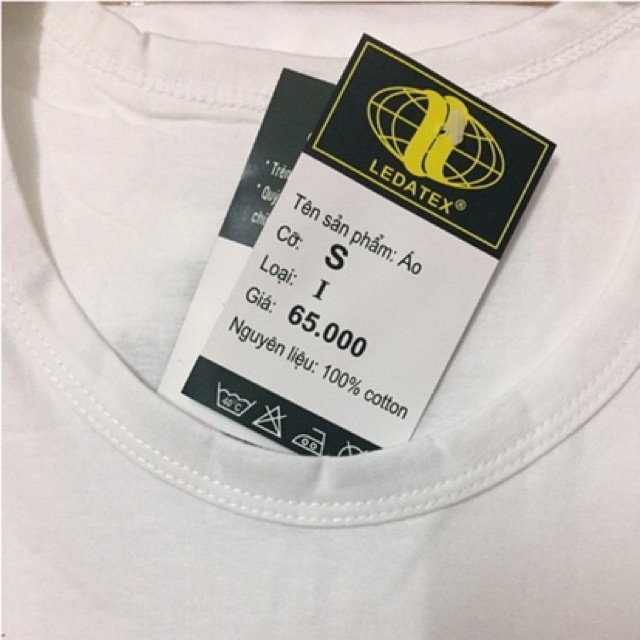 LEDATEX®
Tên sản phẩm: Áo
Cỡ: S
Loại: I
Giá: 65.000
Nguyên liệu: 100% cotton